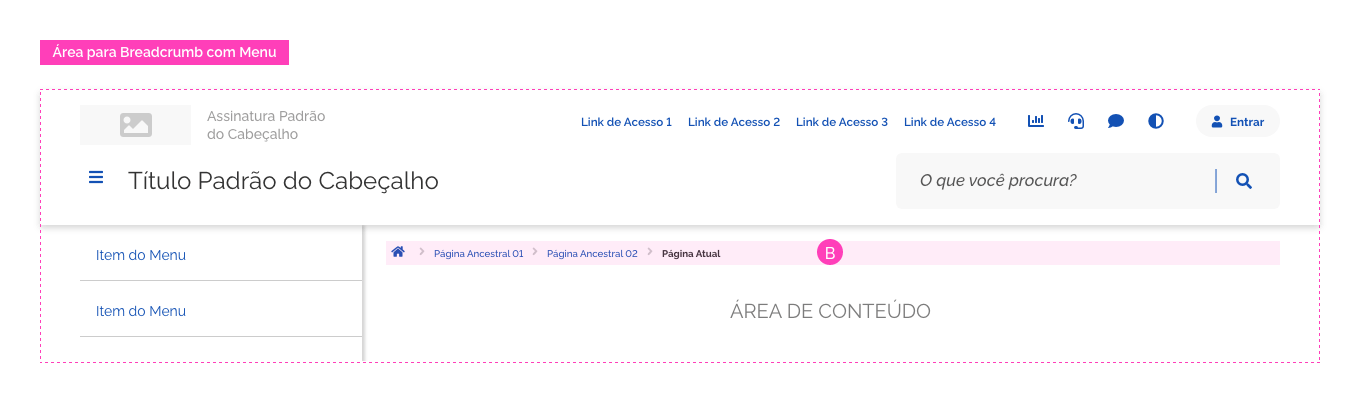 Área para Breadcrumb com Menu
Assinatura Padrão
do Cabeçalho
Link de Acesso 1 Link de Acesso 2 Link de Acesso 3 Link de Acesso 4 Entrar
Título Padrão do Cabeçalho
O que você procura?
Item do Menu
Página Ancestral 01 Página Ancestral 02 Página Atual B
Item do Menu
ÁREA DE CONTEÚDO